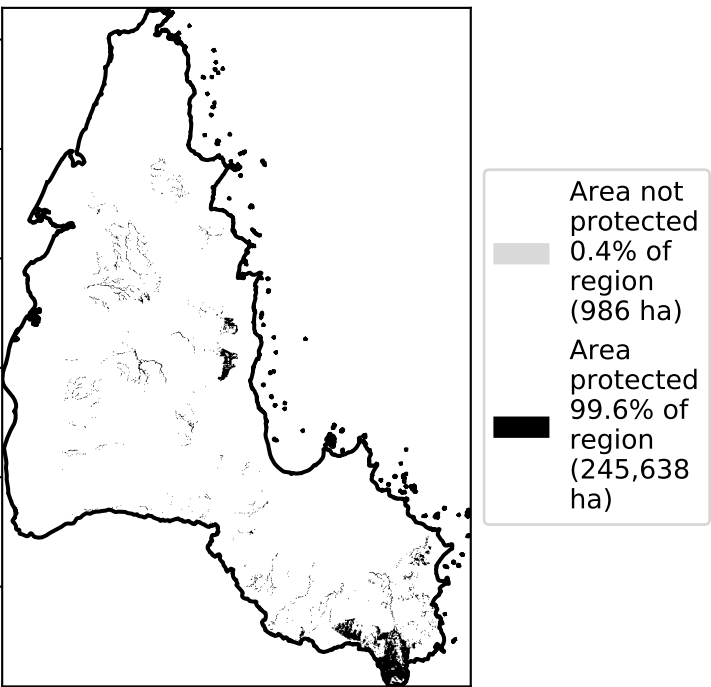 Area not
protected
0.4% of
region
(986 ha)
Area
protected
99.6% of
region
(245,638
ha)